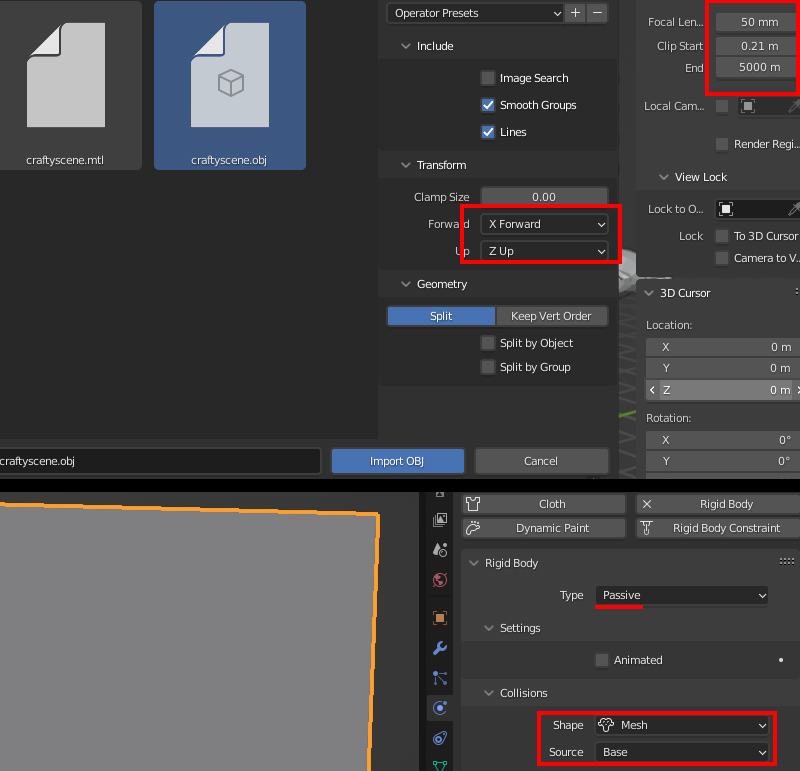 craftyscene.mtl
craftyscene.obj
Operator Presets
Include
Image Search
Smooth Groups
Lines
Transform
Clamp Size 0.00
Forward X Forward
Up Z Up
Geometry
Split Keep Vert Order
Split by Object
Split by Group
craftyscene.obj
Import OBJ
Cancel
Focal Len... 50 mm
Clip Start 0.21 m
End 5000 m
Local Cam...
Render Regi...
View Lock
Lock to O...
Lock To 3D Cursor
Camera to V...
3D Cursor
Location:
X 0 m
Y 0 m
Z 0 m
Rotation:
X 0°
Y 0°
Cloth
Rigid Body
Dynamic Paint
Rigid Body Constraint
Rigid Body
Type Passive
Settings
Animated
Collisions
Shape Mesh
Source Base